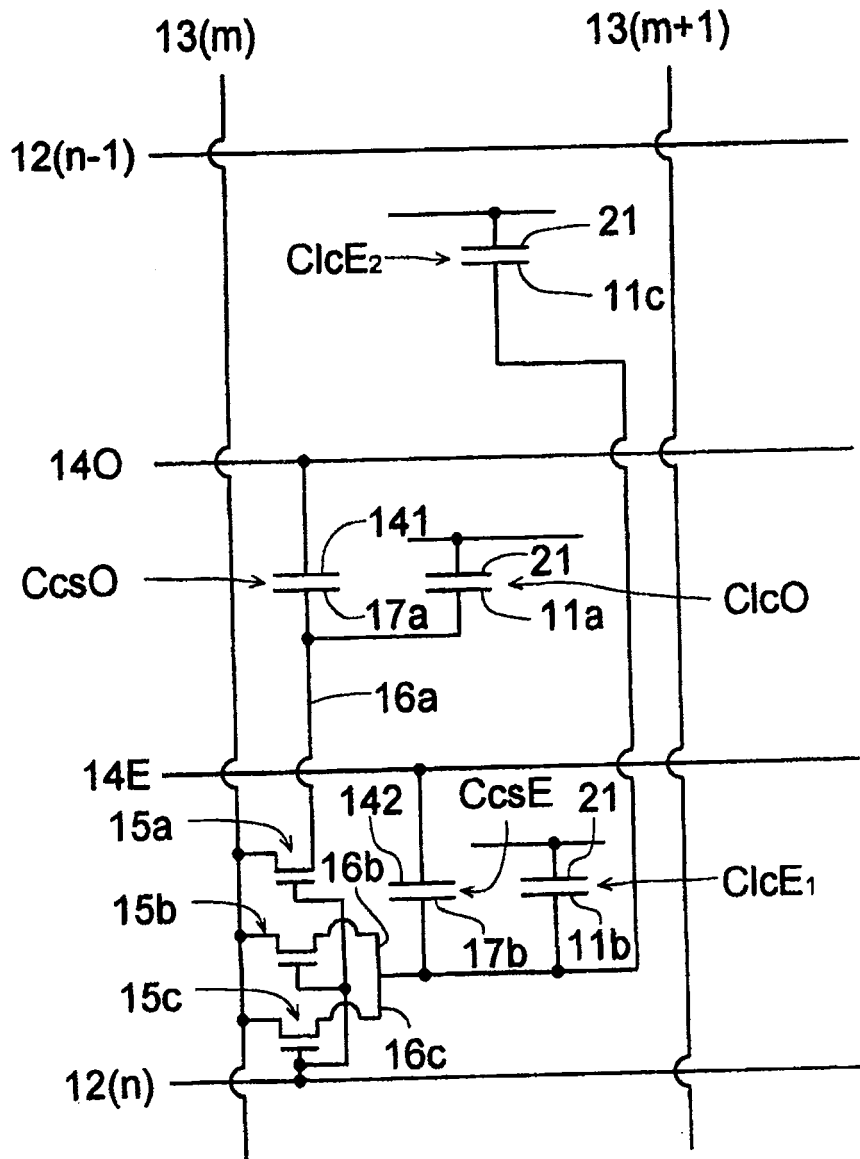 13(m)
13(m+1)
12(n-1)
21
ClcE2
11c
14O
141
21
CcsO
17a
11a
ClcO
16a
14E
142
CcsE
21
15a
16b
ClcE1
15b
17b
11b
15c
16c
12(n)